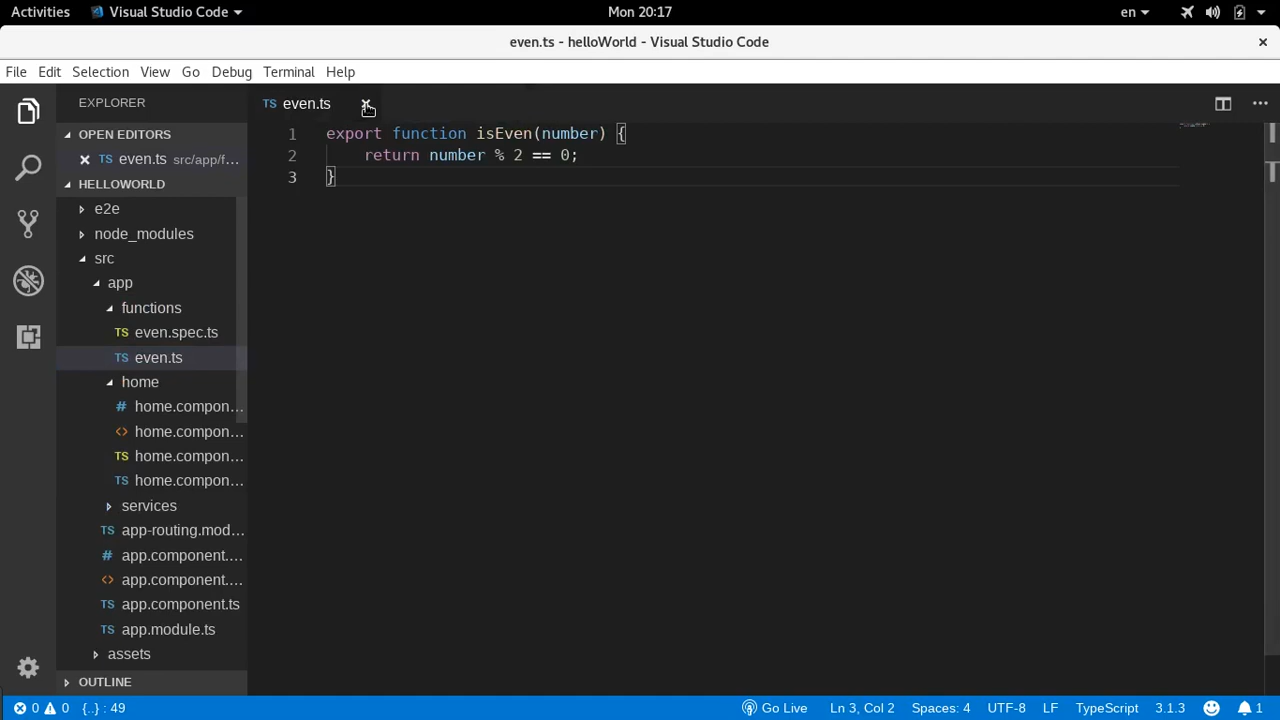 Activities Visual Studio Code Mon 20:17 en
even.ts - helloWorld - Visual Studio Code
File Edit Selection View Go Debug Terminal Help
EXPLORER
TS even.ts
OPEN EDITORS
TS even.ts src/app/f...
HELLOWORLD
e2e
node_modules
src
app
functions
TS even.spec.ts
TS even.ts
home
# home.compon...
<> home.compon...
TS home.compon...
TS home.compon...
services
TS app-routing.mod...
# app.component....
<> app.component....
TS app.component.ts
TS app.module.ts
assets
OUTLINE
1 export function isEven(number) {
2 return number % 2 == 0;
3 }
0 0 {..} : 49 Go Live Ln 3, Col 2 Spaces: 4 UTF-8 LF TypeScript 3.1.3 1